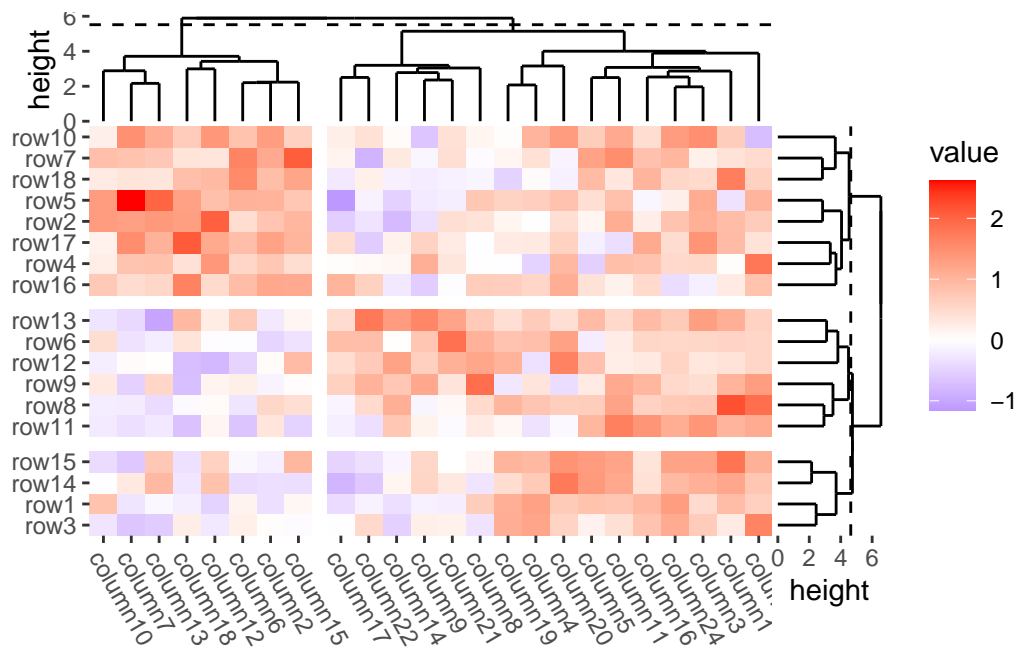 6
4
2
0
height
row10
row7
row18
row5
row2
row17
row4
row16
row13
row6
row12
row9
row8
row11
row15
row14
row1
row3
column10
column7
column13
column18
column12
column6
column2
column15
column17
column22
column14
column9
column21
column8
column19
column4
column20
column5
column11
column16
column24
column3
column1
0 2 4 6
height
value
2
1
0
−1